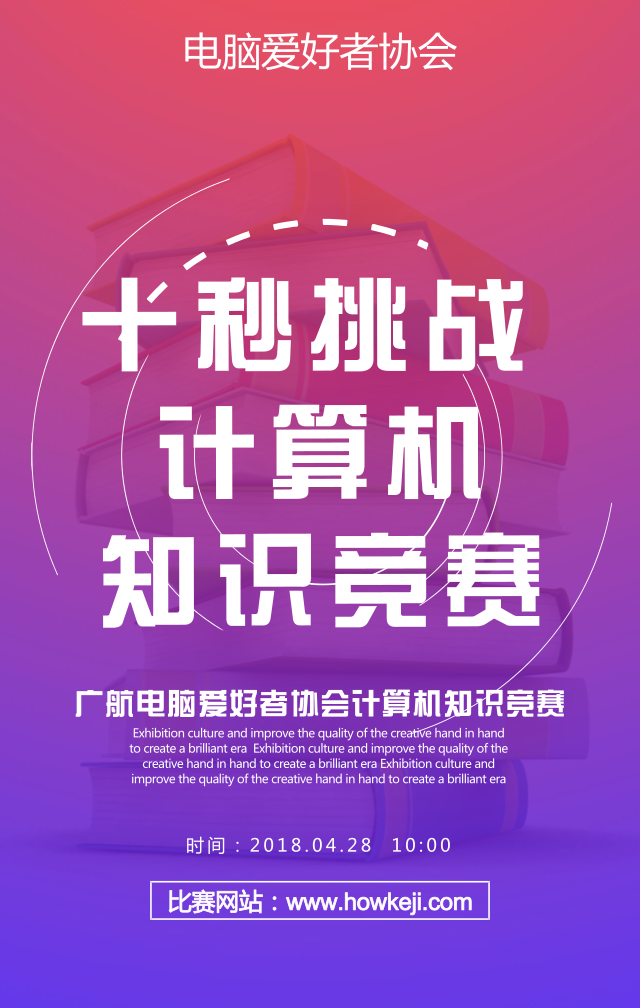 电脑爱好者协会
十秒挑战
计算机
知识竞赛
广航电脑爱好者协会计算机知识竞赛
Exhibition culture and improve the quality of the creative hand in hand
to create a brilliant era Exhibition culture and improve the quality of the
creative hand in hand to create a brilliant era Exhibition culture and
improve the quality of the creative hand in hand to create a brilliant era
时间：2018.04.28 10:00
比赛网站：www.howkeji.com